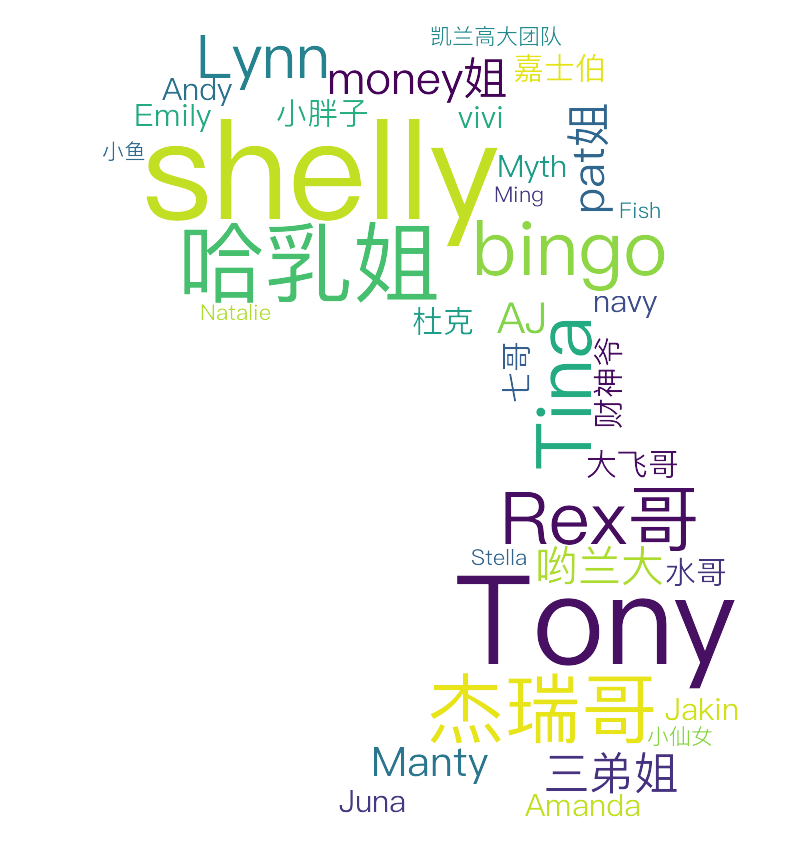 凯兰高大团队
Lynn
money姐
嘉士伯
Andy
Emily
小胖子
vivi
pat姐
小鱼
shelly
Myth
Ming
Fish
哈乳姐
bingo
Natalie
杜克
AJ
navy
七哥
Tina
财神爷
大飞哥
Rex哥
Stella
哟兰大
水哥
Tony
杰瑞哥
Jakin
小仙女
Manty
三弟姐
Juna
Amanda